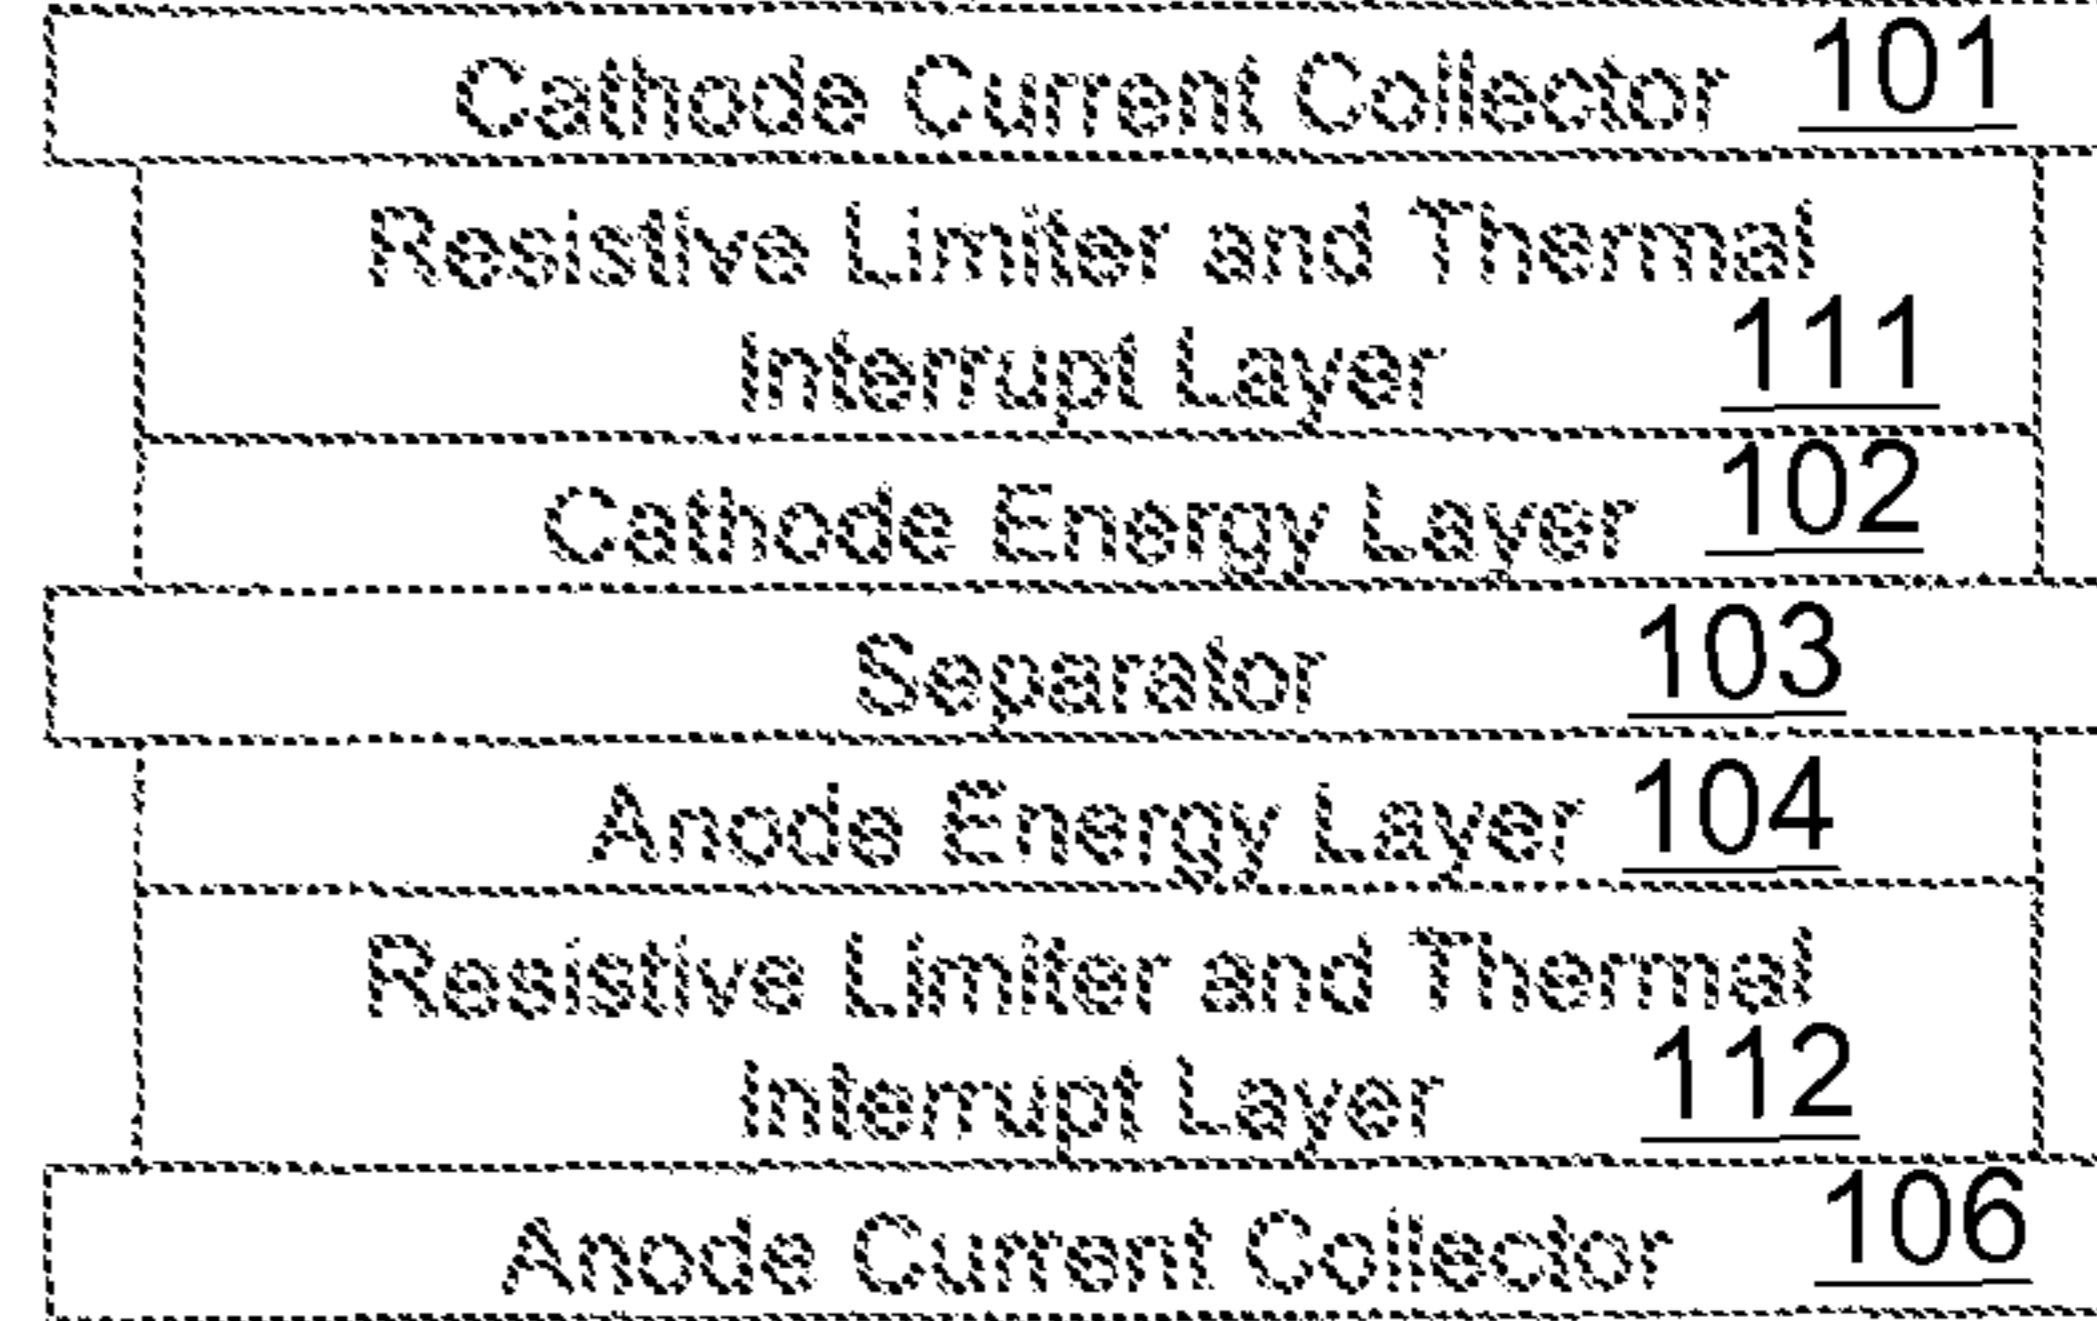 Cathode Current Collector 101
Resistive Limiter and Thermal
Interrupt Layer 111
Cathode Energy Layer 102
Separator 103
Anode Energy Layer 104
Resistive Limiter and Thermal
Interrupt Layer 112
Anode Current Collector 106